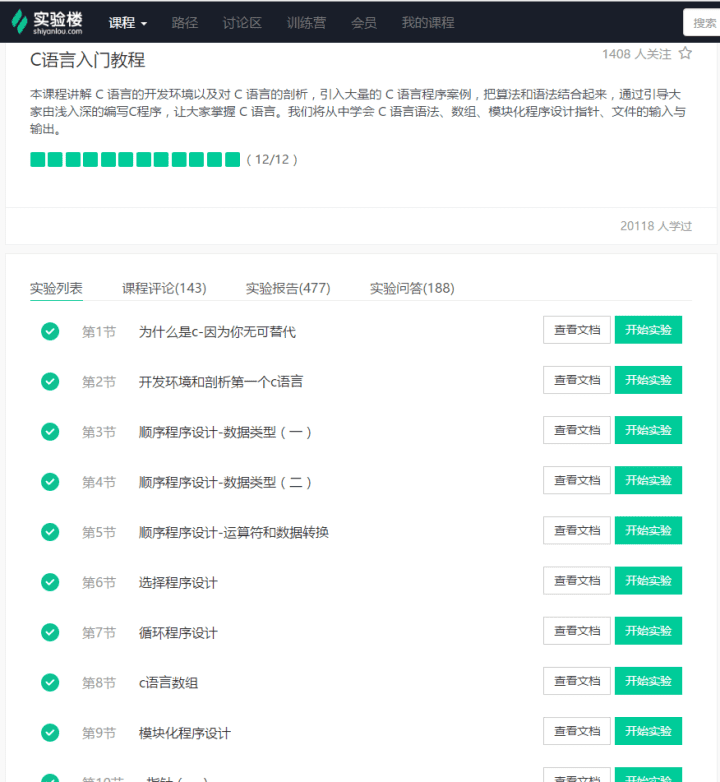 实验楼
shiyanlou.com
课程 路径 讨论区 训练营 会员 我的课程 搜索
C语言入门教程 1408 人关注
本课程讲解 C 语言的开发环境以及对 C 语言的剖析，引入大量的 C 语言程序案例，把算法和语法结合起来，通过引导大
家由浅入深的编写C程序，让大家掌握 C 语言。我们将从中学会 C 语言语法、数组、模块化程序设计指针、文件的输入与
输出。
( 12/12 )
20118 人学过
实验列表 课程评论(143) 实验报告(477) 实验问答(188)
第1节 为什么是c-因为你无可替代 查看文档 开始实验
第2节 开发环境和剖析第一个c语言 查看文档 开始实验
第3节 顺序程序设计-数据类型（一） 查看文档 开始实验
第4节 顺序程序设计-数据类型（二） 查看文档 开始实验
第5节 顺序程序设计-运算符和数据转换 查看文档 开始实验
第6节 选择程序设计 查看文档 开始实验
第7节 循环程序设计 查看文档 开始实验
第8节 c语言数组 查看文档 开始实验
第9节 模块化程序设计 查看文档 开始实验
第10节 指针 查看文档 开始实验